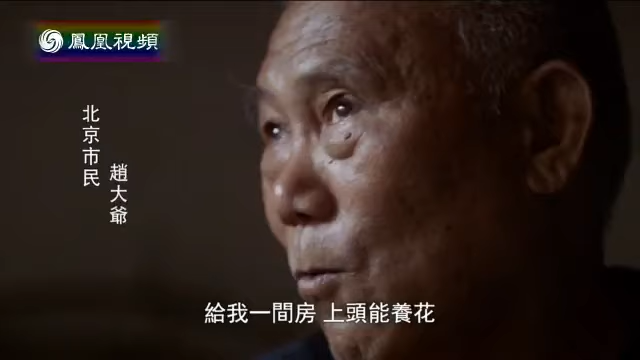 鳳凰視頻
北京市民
趙大爺
給我一間房 上頭能養花